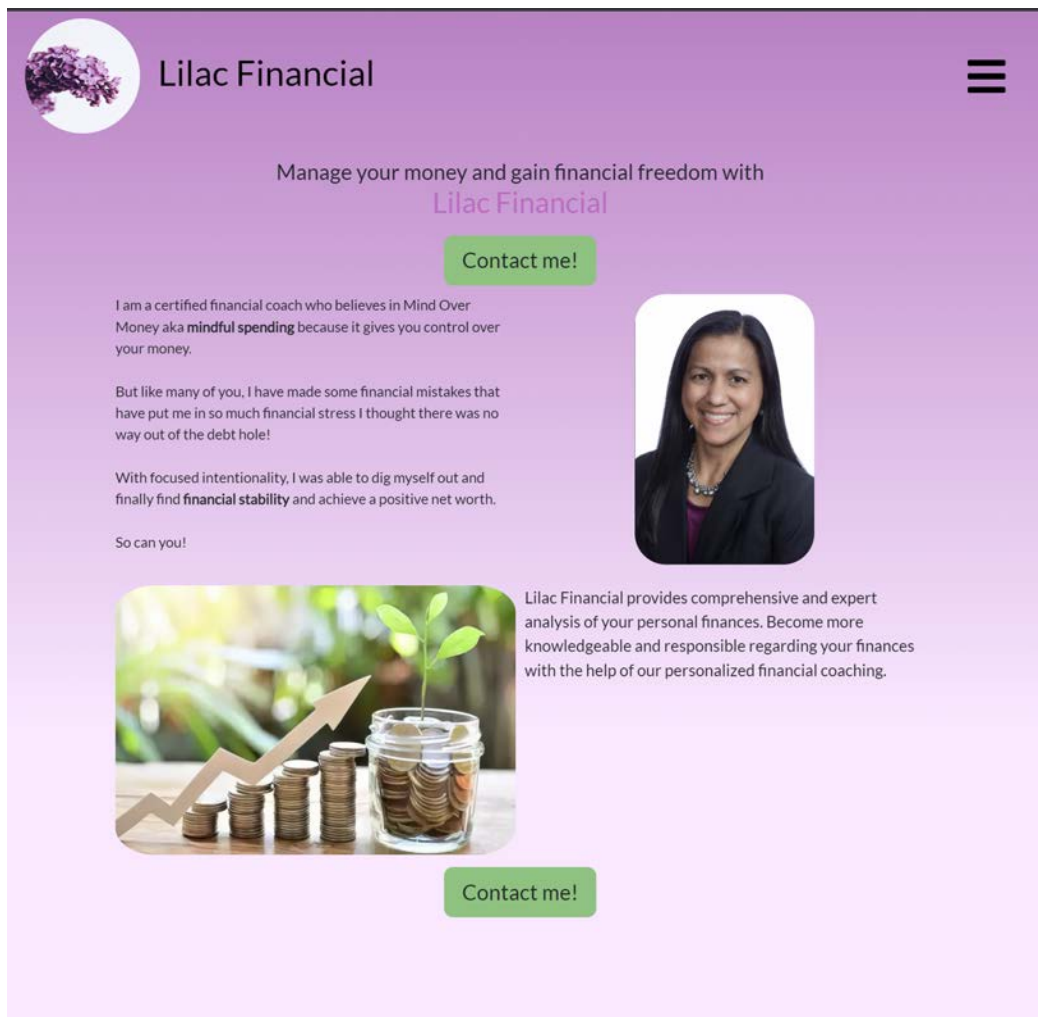 Lilac Financial
Manage your money and gain financial freedom with
Lilac Financial
Contact me!
I am a certified financial coach who believes in Mind Over
Money aka mindful spending because it gives you control over
your money.
But like many of you, I have made some financial mistakes that
have put me in so much financial stress I thought there was no
way out of the debt hole!
With focused intentionality, I was able to dig myself out and
finally find financial stability and achieve a positive net worth.
So can you!
Lilac Financial provides comprehensive and expert
analysis of your personal finances. Become more
knowledgeable and responsible regarding your finances
with the help of our personalized financial coaching.
Contact me!